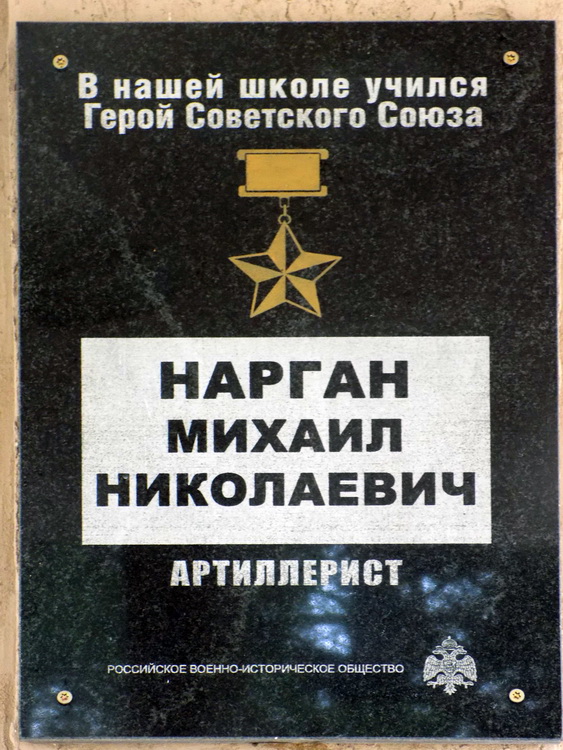 В нашей школе учился
Герой Советского Союза
НАРГАН
МИХАИЛ
НИКОЛАЕВИЧ
АРТИЛЛЕРИСТ
РОССИЙСКОЕ ВОЕННО-ИСТОРИЧЕСКОЕ ОБЩЕСТВО